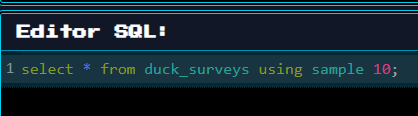 Editor SQL:
1 select * from duck_surveys using sample 10;